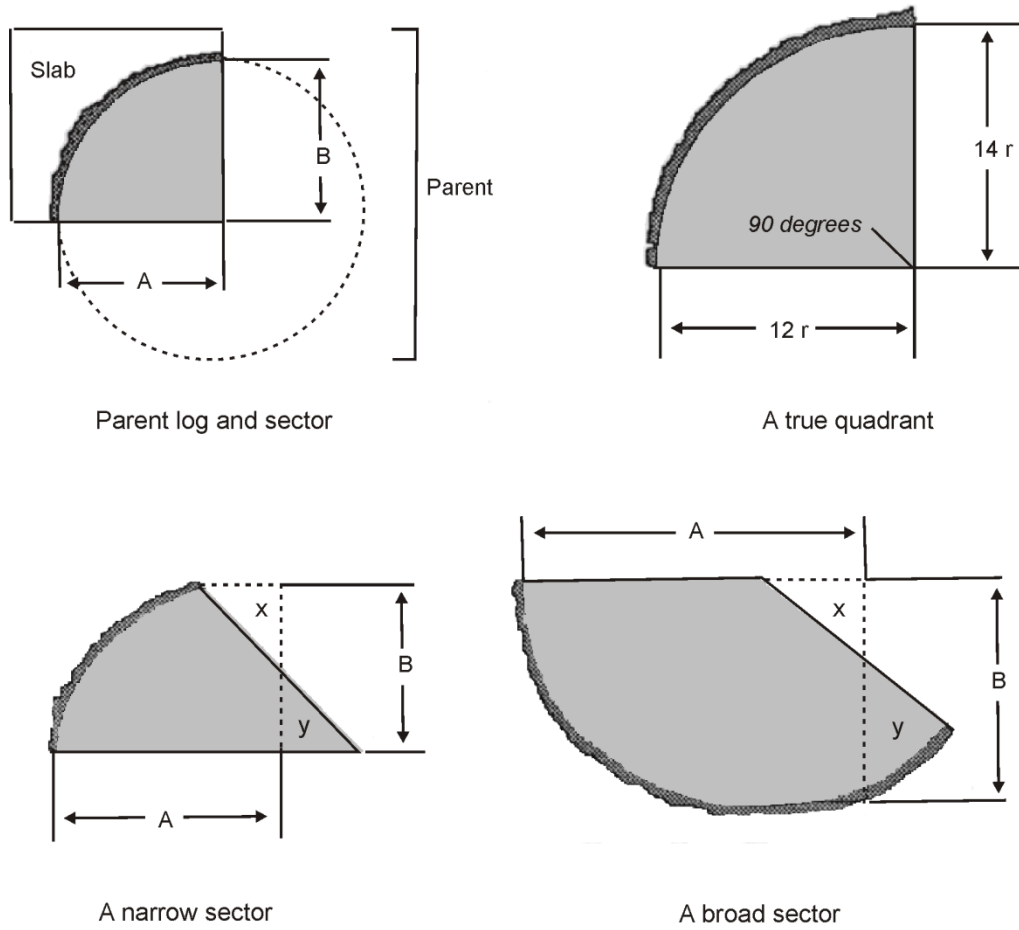 Slab
B
A
Parent
Parent log and sector
14 r
90 degrees
12 r
A true quadrant
x
B
y
A
A narrow sector
A
x
B
y
A broad sector